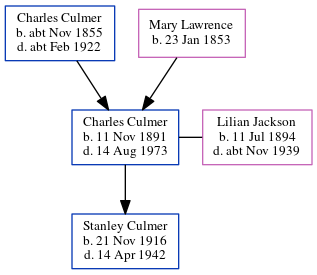 Charles Culmer
b. abt Nov 1855
d. abt Feb 1922
Mary Lawrence
b. 23 Jan 1853
Charles Culmer
b. 11 Nov 1891
d. 14 Aug 1973
Lilian Jackson
b. 11 Jul 1894
d. abt Nov 1939
Stanley Culmer
b. 21 Nov 1916
d. 14 Apr 1942